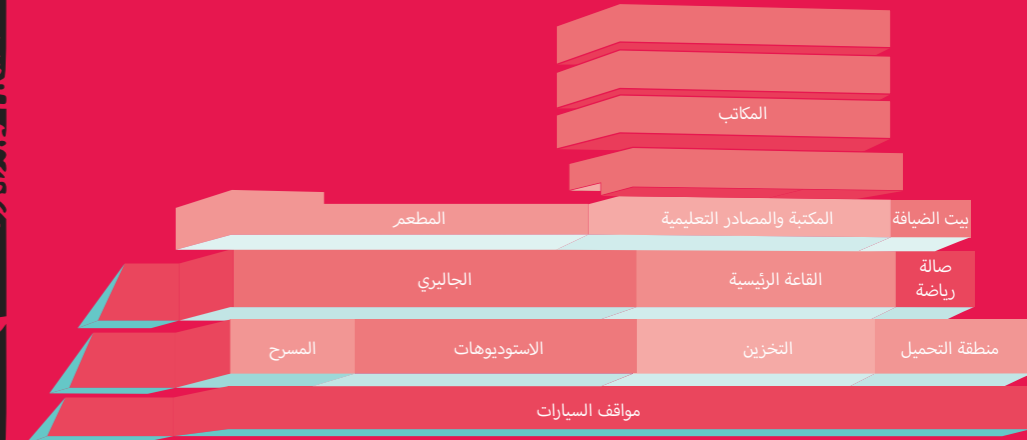 المكاتب
بيت الضيافة
المكتبة والمصادر التعليمية
المطعم
صالة
رياضة
القاعة الرئيسية
الجاليري
منطقة التحميل
التخزين
الاستوديوهات
المسرح
مواقف السيارات